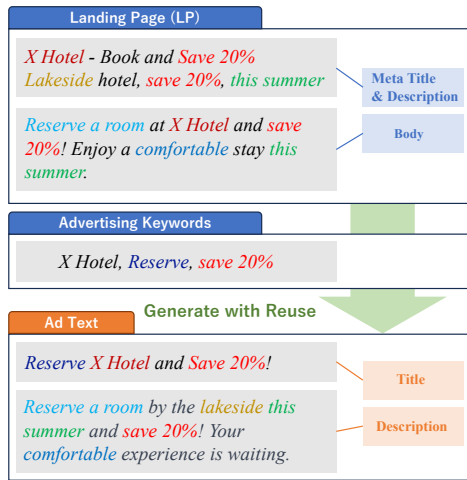 Landing Page (LP)
X Hotel - Book and Save 20%
Lakeside hotel, save 20%, this summer
Meta Title
& Description
Reserve a room at X Hotel and save
20%! Enjoy a comfortable stay this
summer.
Body
Advertising Keywords
X Hotel, Reserve, save 20%
Generate with Reuse
Ad Text
Reserve X Hotel and Save 20%!
Title
Reserve a room by the lakeside this
summer and save 20%! Your
comfortable experience is waiting.
Description